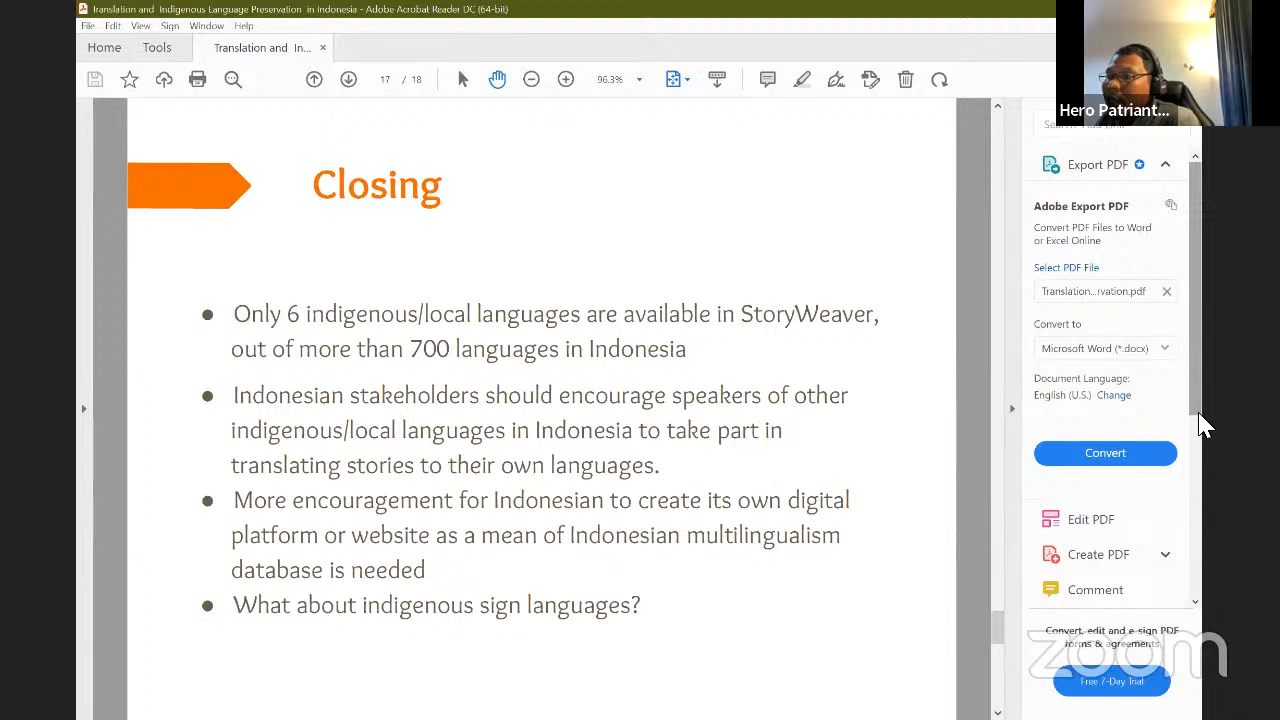 Translation and Indigenous Language Preservation in Indonesia - Adobe Acrobat Reader DC (64-bit)
File Edit View Sign Window Help
Home Tools Translation and In... ×
17 / 18 96.3%
Hero Patriant...
Closing
Only 6 indigenous/local languages are available in StoryWeaver,
out of more than 700 languages in Indonesia
Indonesian stakeholders should encourage speakers of other
indigenous/local languages in Indonesia to take part in
translating stories to their own languages.
More encouragement for Indonesian to create its own digital
platform or website as a mean of Indonesian multilingualism
database is needed
What about indigenous sign languages?
Export PDF
Adobe Export PDF
Convert PDF Files to Word
or Excel Online
Select PDF File
Translation...rvation.pdf
Convert to
Microsoft Word (*.docx)
Document Language:
English (U.S.) Change
Convert
Edit PDF
Create PDF
Comment
Convert, edit and e-sign PDF
forms & agreements
Free 7-Day Trial
zoom